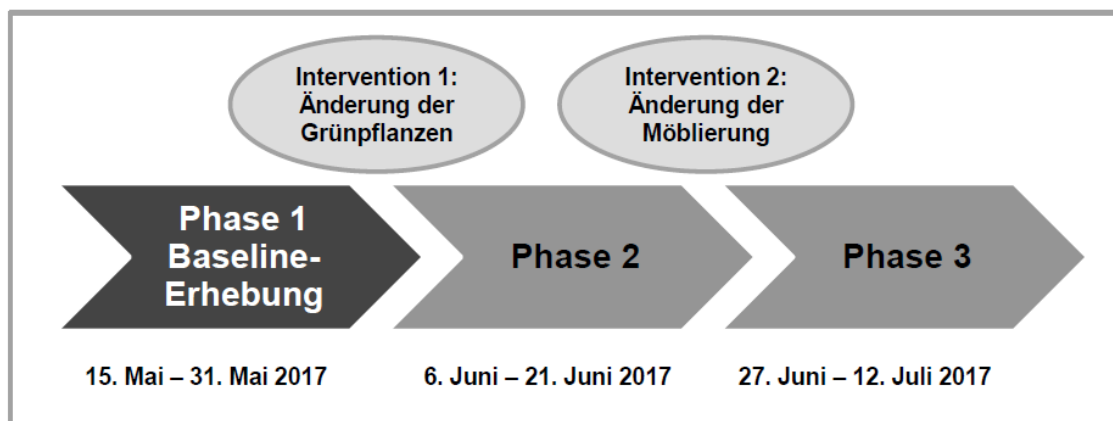 Intervention 1:
Änderung der
Grünpflanzen
Intervention 2:
Änderung der
Möblierung
Phase 1
Baseline-
Erhebung
Phase 2
Phase 3
15. Mai – 31. Mai 2017
6. Juni – 21. Juni 2017
27. Juni – 12. Juli 2017